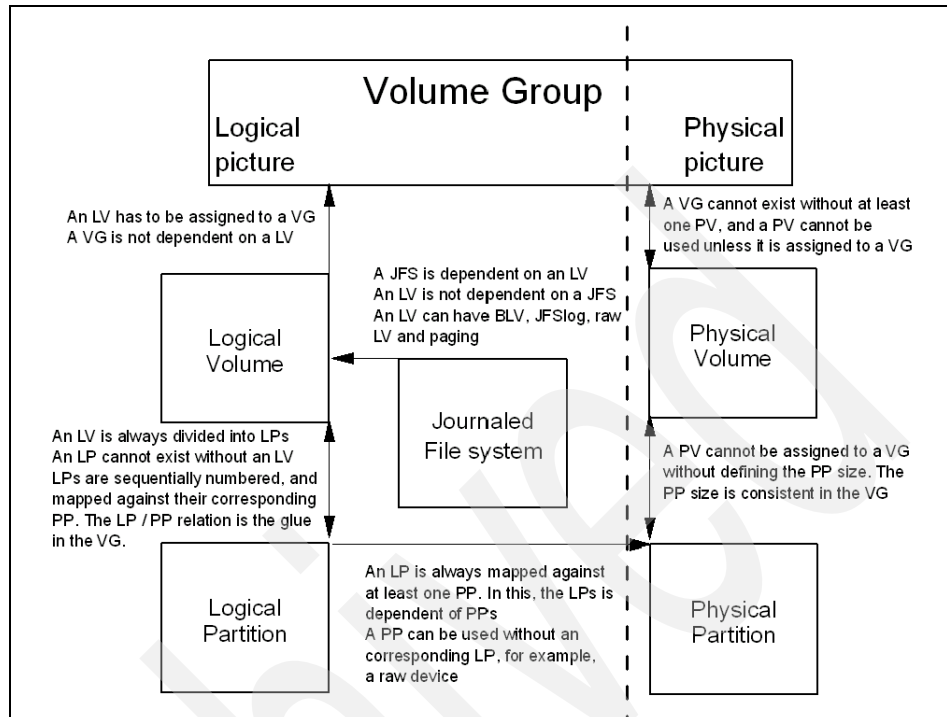 Volume Group
Logical
picture
Physical
picture
An LV has to be assigned to a VG
A VG is not dependent on a LV
A VG cannot exist without at least
one PV, and a PV cannot be
used unless it is assigned to a VG
A JFS is dependent on an LV
An LV is not dependent on a JFS
An LV can have BLV, JFSlog, raw
LV and paging
Logical
Volume
Physical
Volume
Journaled
File system
An LV is always divided into LPs
An LP cannot exist without an LV
LPs are sequentially numbered, and
mapped against their corresponding
PP. The LP / PP relation is the glue
in the VG.
A PV cannot be assigned to a VG
without defining the PP size. The
PP size is consistent in the VG
An LP is always mapped against
at least one PP. In this, the LPs is
dependent of PPs
A PP can be used without an
corresponding LP, for example,
a raw device
Logical
Partition
Physical
Partition